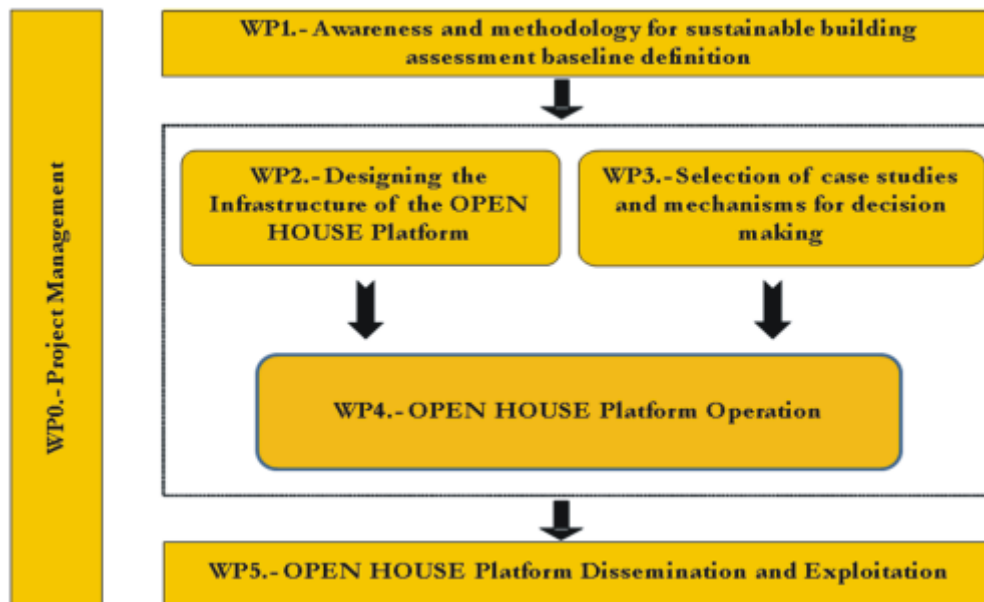 WP0.-Project Management
WP1.-Awareness and methodology for sustainable building
assessment baseline definition
WP2.-Designing the
Infrastructure of the OPEN
HOUSE Platform
WP3.-Selection of case studies
and mechanisms for decision
making
WP4.-OPEN HOUSE Platform Operation
WP5.-OPEN HOUSE Platform Dissemination and Exploitation